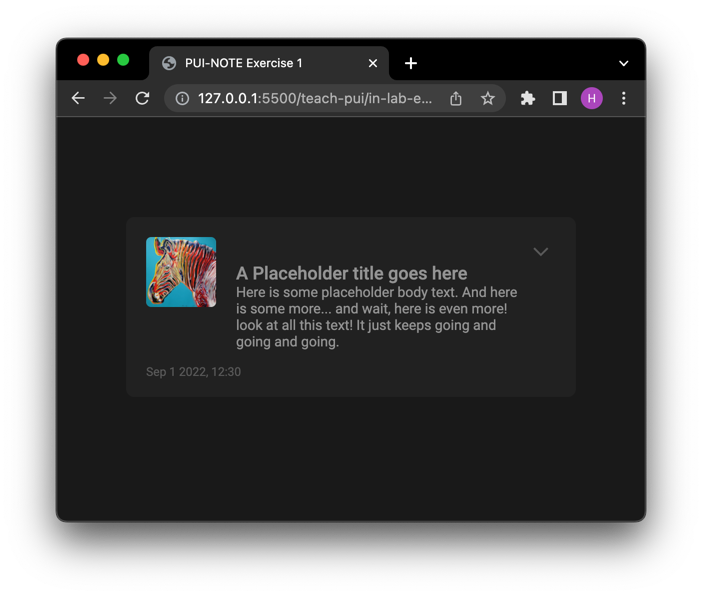 PUI-NOTE Exercise 1
127.0.0.1:5500/teach-pui/in-lab-e...
H
A Placeholder title goes here
Here is some placeholder body text. And here
is some more... and wait, here is even more!
look at all this text! It just keeps going and
going and going.
Sep 1 2022, 12:30